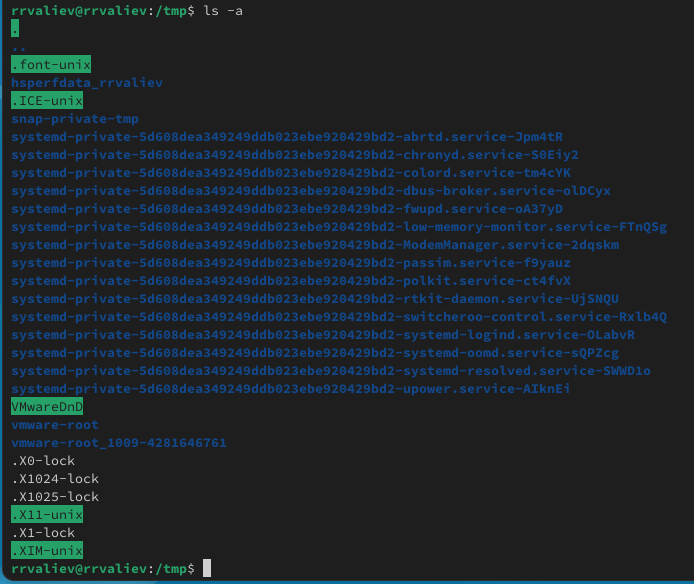 rrvaliev@rrvaliev:/tmp$ ls -a
.
..
.font-unix
hsperfdata_rrvaliev
.ICE-unix
snap-private-tmp
systemd-private-5d608dea349249ddb023ebe920429bd2-abrtd.service-Jpm4tR
systemd-private-5d608dea349249ddb023ebe920429bd2-chronyd.service-S0Eiy2
systemd-private-5d608dea349249ddb023ebe920429bd2-colord.service-tm4cYK
systemd-private-5d608dea349249ddb023ebe920429bd2-dbus-broker.service-olDCyx
systemd-private-5d608dea349249ddb023ebe920429bd2-fwupd.service-oA37yD
systemd-private-5d608dea349249ddb023ebe920429bd2-low-memory-monitor.service-FTnQSg
systemd-private-5d608dea349249ddb023ebe920429bd2-ModemManager.service-2dqskm
systemd-private-5d608dea349249ddb023ebe920429bd2-passim.service-f9yauz
systemd-private-5d608dea349249ddb023ebe920429bd2-polkit.service-ct4fvX
systemd-private-5d608dea349249ddb023ebe920429bd2-rtkit-daemon.service-UjSNQU
systemd-private-5d608dea349249ddb023ebe920429bd2-switcheroo-control.service-Rxlb4Q
systemd-private-5d608dea349249ddb023ebe920429bd2-systemd-logind.service-OLabvR
systemd-private-5d608dea349249ddb023ebe920429bd2-systemd-oomd.service-sQPZcg
systemd-private-5d608dea349249ddb023ebe920429bd2-systemd-resolved.service-SWWD1o
systemd-private-5d608dea349249ddb023ebe920429bd2-upower.service-AIknEi
VMwareDnD
vmware-root
vmware-root_1009-4281646761
.X0-lock
.X1024-lock
.X1025-lock
.X11-unix
.X1-lock
.XIM-unix
rrvaliev@rrvaliev:/tmp$